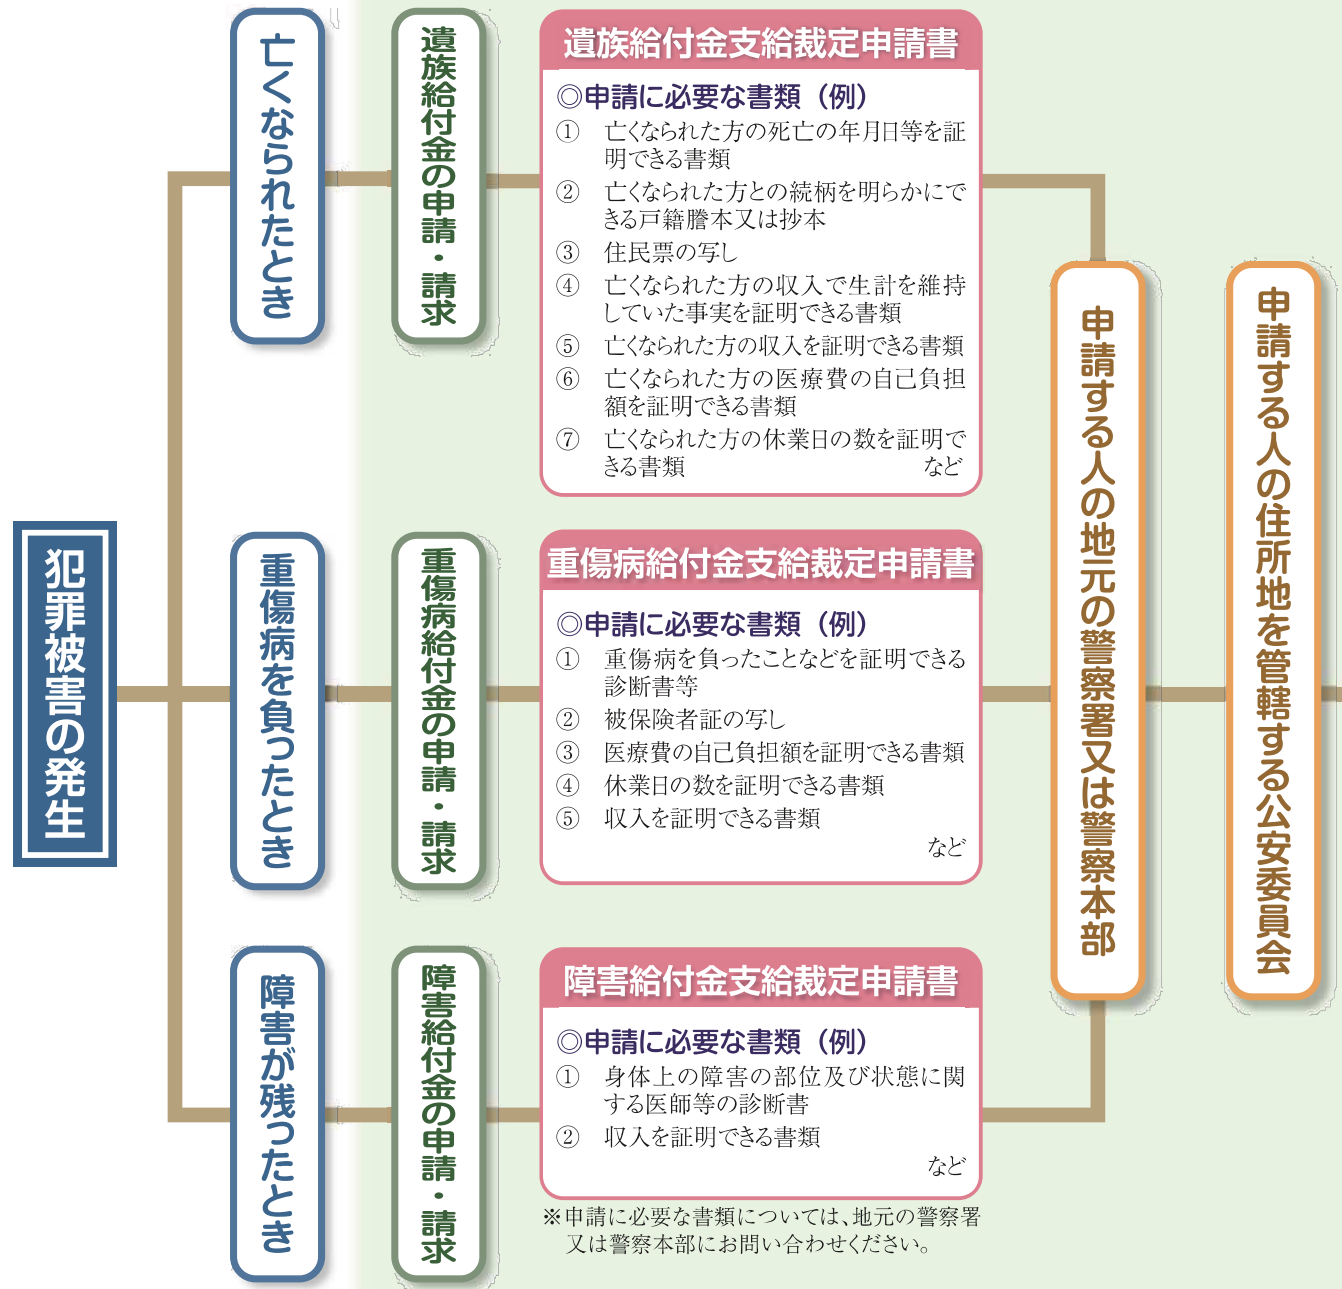 犯罪被害の発生
亡くなられたとき
遺族給付金の申請・請求
遺族給付金支給裁定申請書
◎申請に必要な書類（例）
① 亡くなられた方の死亡の年月日等を証
明できる書類
② 亡くなられた方との続柄を明らかにで
きる戸籍謄本又は抄本
③ 住民票の写し
④ 亡くなられた方の収入で生計を維持
していた事実を証明できる書類
⑤ 亡くなられた方の収入を証明できる書類
⑥ 亡くなられた方の医療費の自己負担
額を証明できる書類
⑦ 亡くなられた方の休業日の数を証明で
きる書類 など
重傷病を負ったとき
重傷病給付金の申請・請求
重傷病給付金支給裁定申請書
◎申請に必要な書類（例）
① 重傷病を負ったことなどを証明できる
診断書等
② 被保険者証の写し
③ 医療費の自己負担額を証明できる書類
④ 休業日の数を証明できる書類
⑤ 収入を証明できる書類
など
障害が残ったとき
障害給付金の申請・請求
障害給付金支給裁定申請書
◎申請に必要な書類（例）
① 身体上の障害の部位及び状態に関
する医師等の診断書
② 収入を証明できる書類
など
※申請に必要な書類については、地元の警察署
又は警察本部にお問い合わせください。
申請する人の地元の警察署又は警察本部
申請する人の住所地を管轄する公安委員会